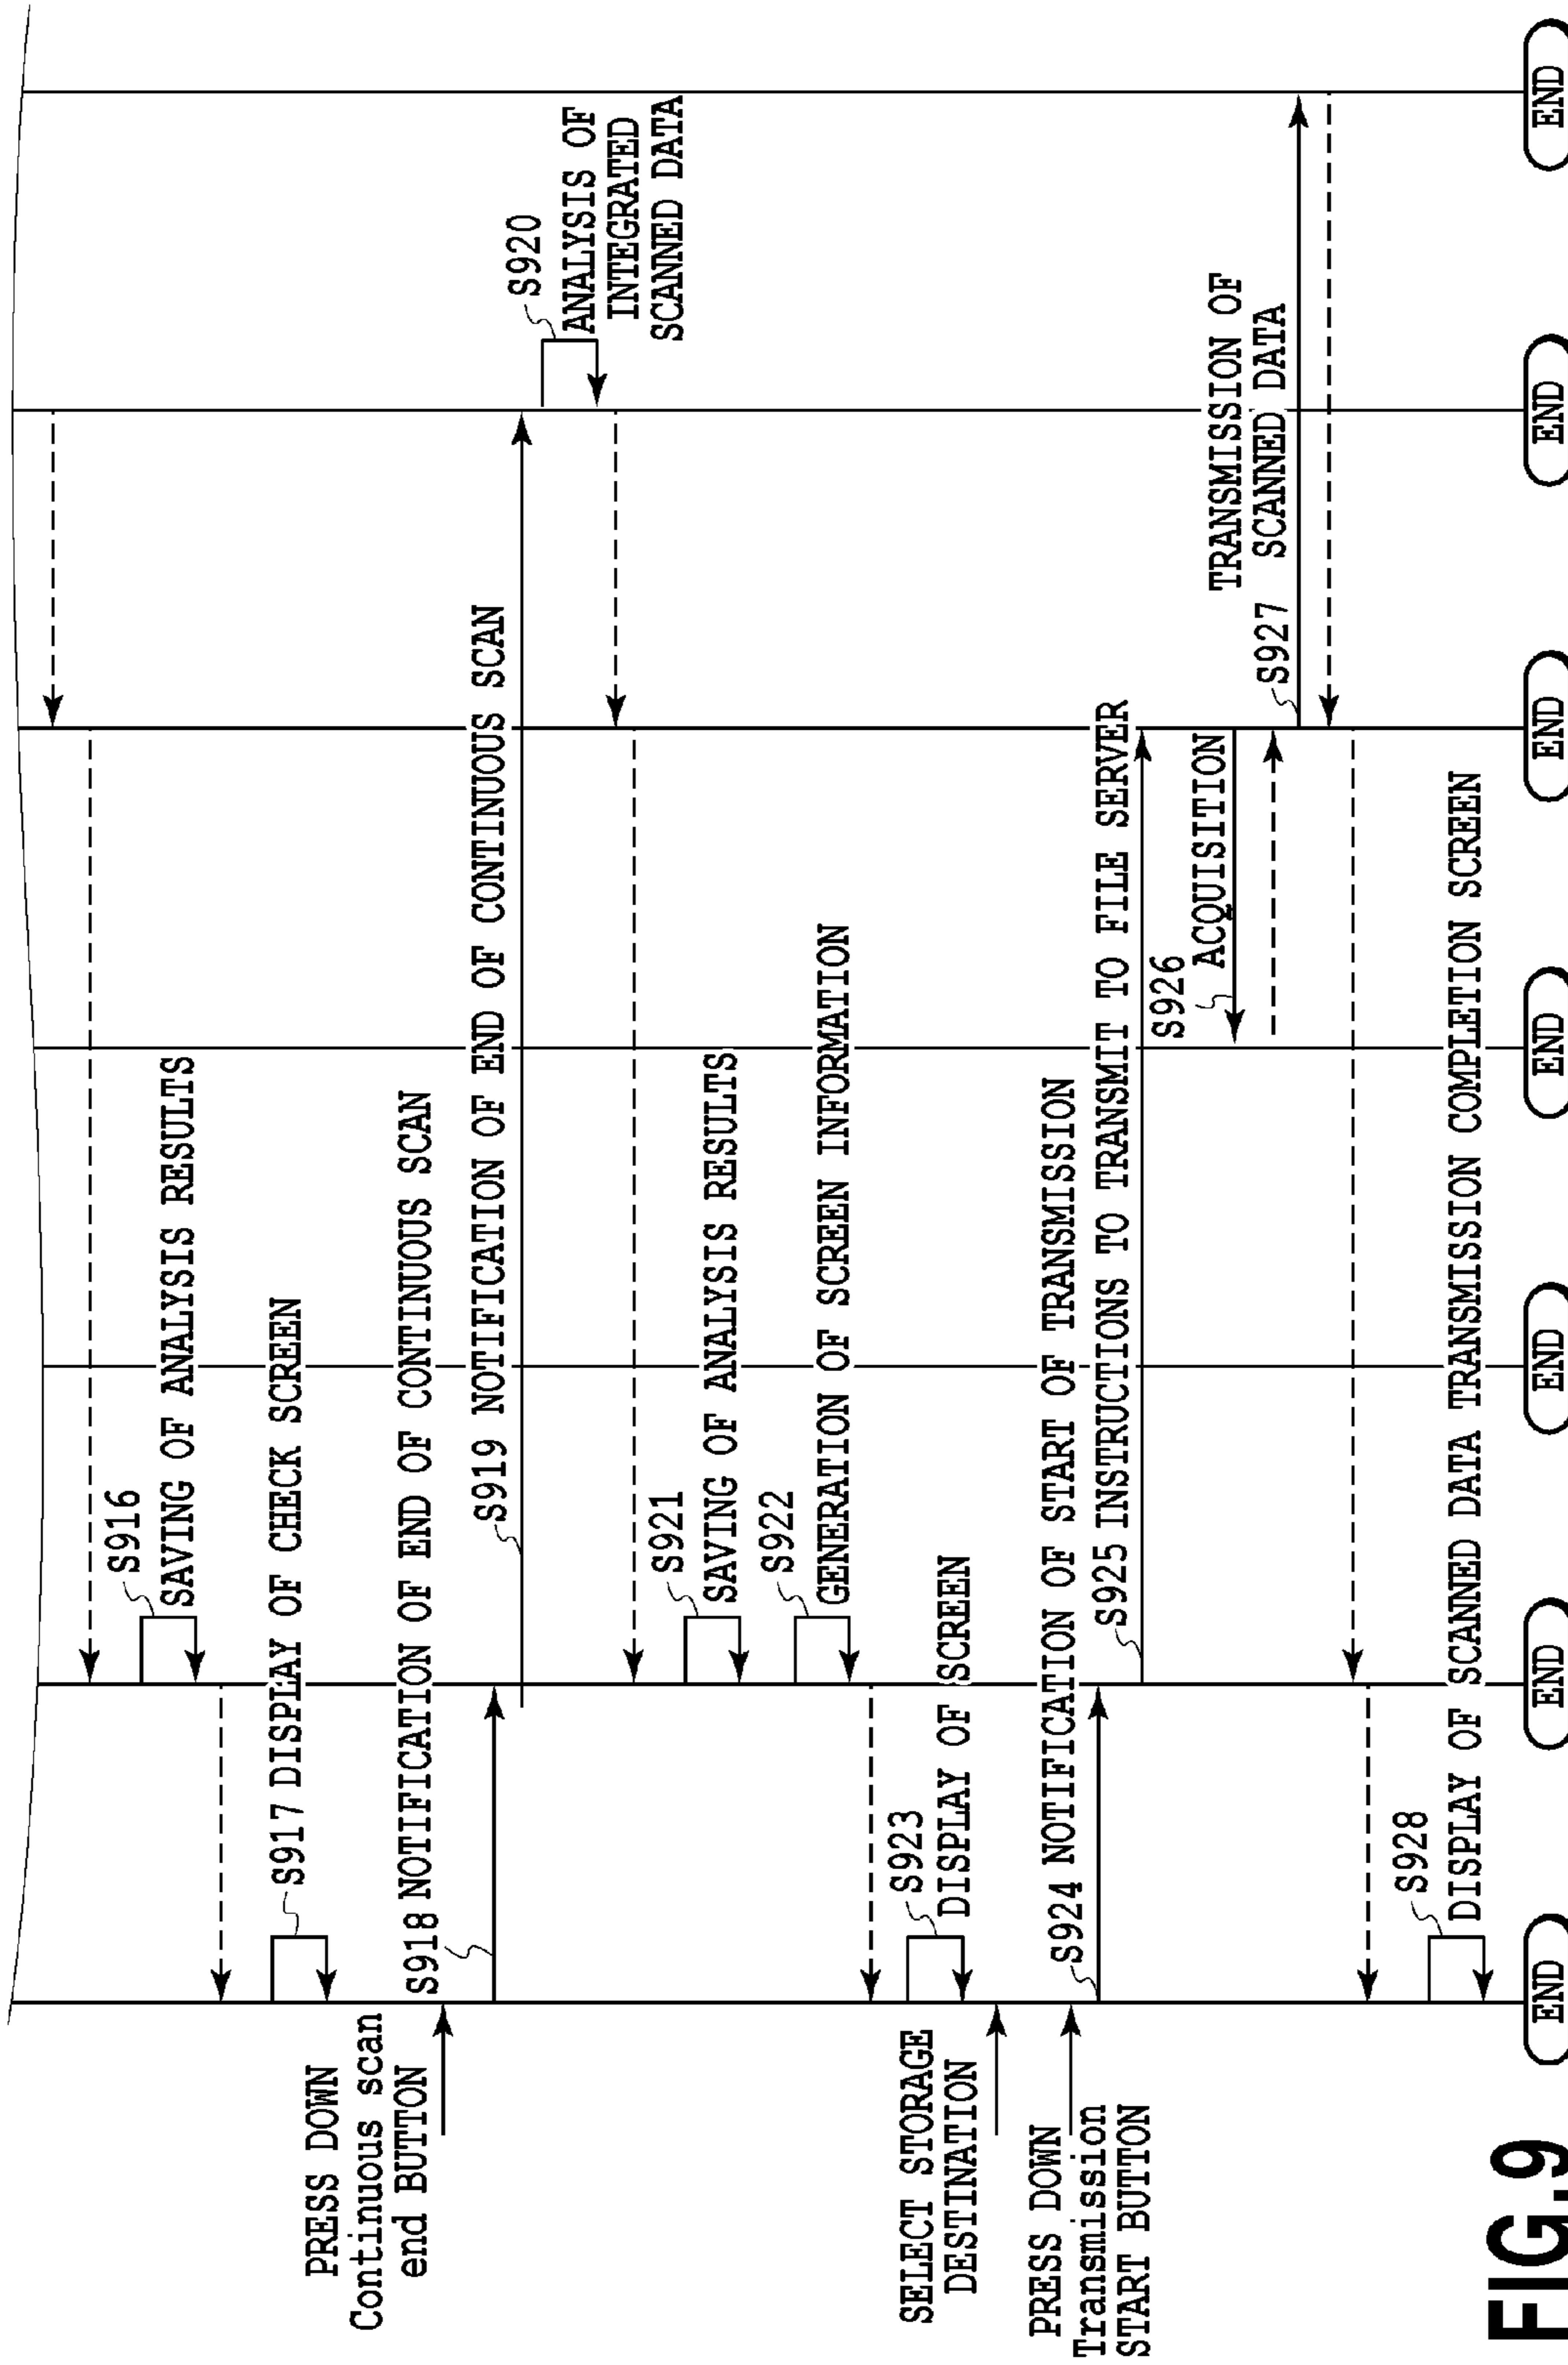 S916
SAVING OF ANALYSIS RESULTS
S917 DISPLAY OF CHECK SCREEN
PRESS DOWN
Continuous scan
end BUTTON
S918 NOTIFICATION OF END OF CONTINUOUS SCAN
S919 NOTIFICATION OF END OF CONTINUOUS SCAN
S920
ANALYSIS OF
INTEGRATED
SCANNED DATA
S921
SAVING OF ANALYSIS RESULTS
S922
GENERATION OF SCREEN INFORMATION
S923
DISPLAY OF SCREEN
SELECT STORAGE
DESTINATION
PRESS DOWN
Transmission
START BUTTON
S924 NOTIFICATION OF START OF TRANSMISSION
S925 INSTRUCTIONS TO TRANSMIT TO FILE SERVER
S926
ACQUISITION
TRANSMISSION OF
S927 SCANNED DATA
S928
DISPLAY OF SCANNED DATA TRANSMISSION COMPLETION SCREEN
END
END
END
END
END
END
END
FIG.9